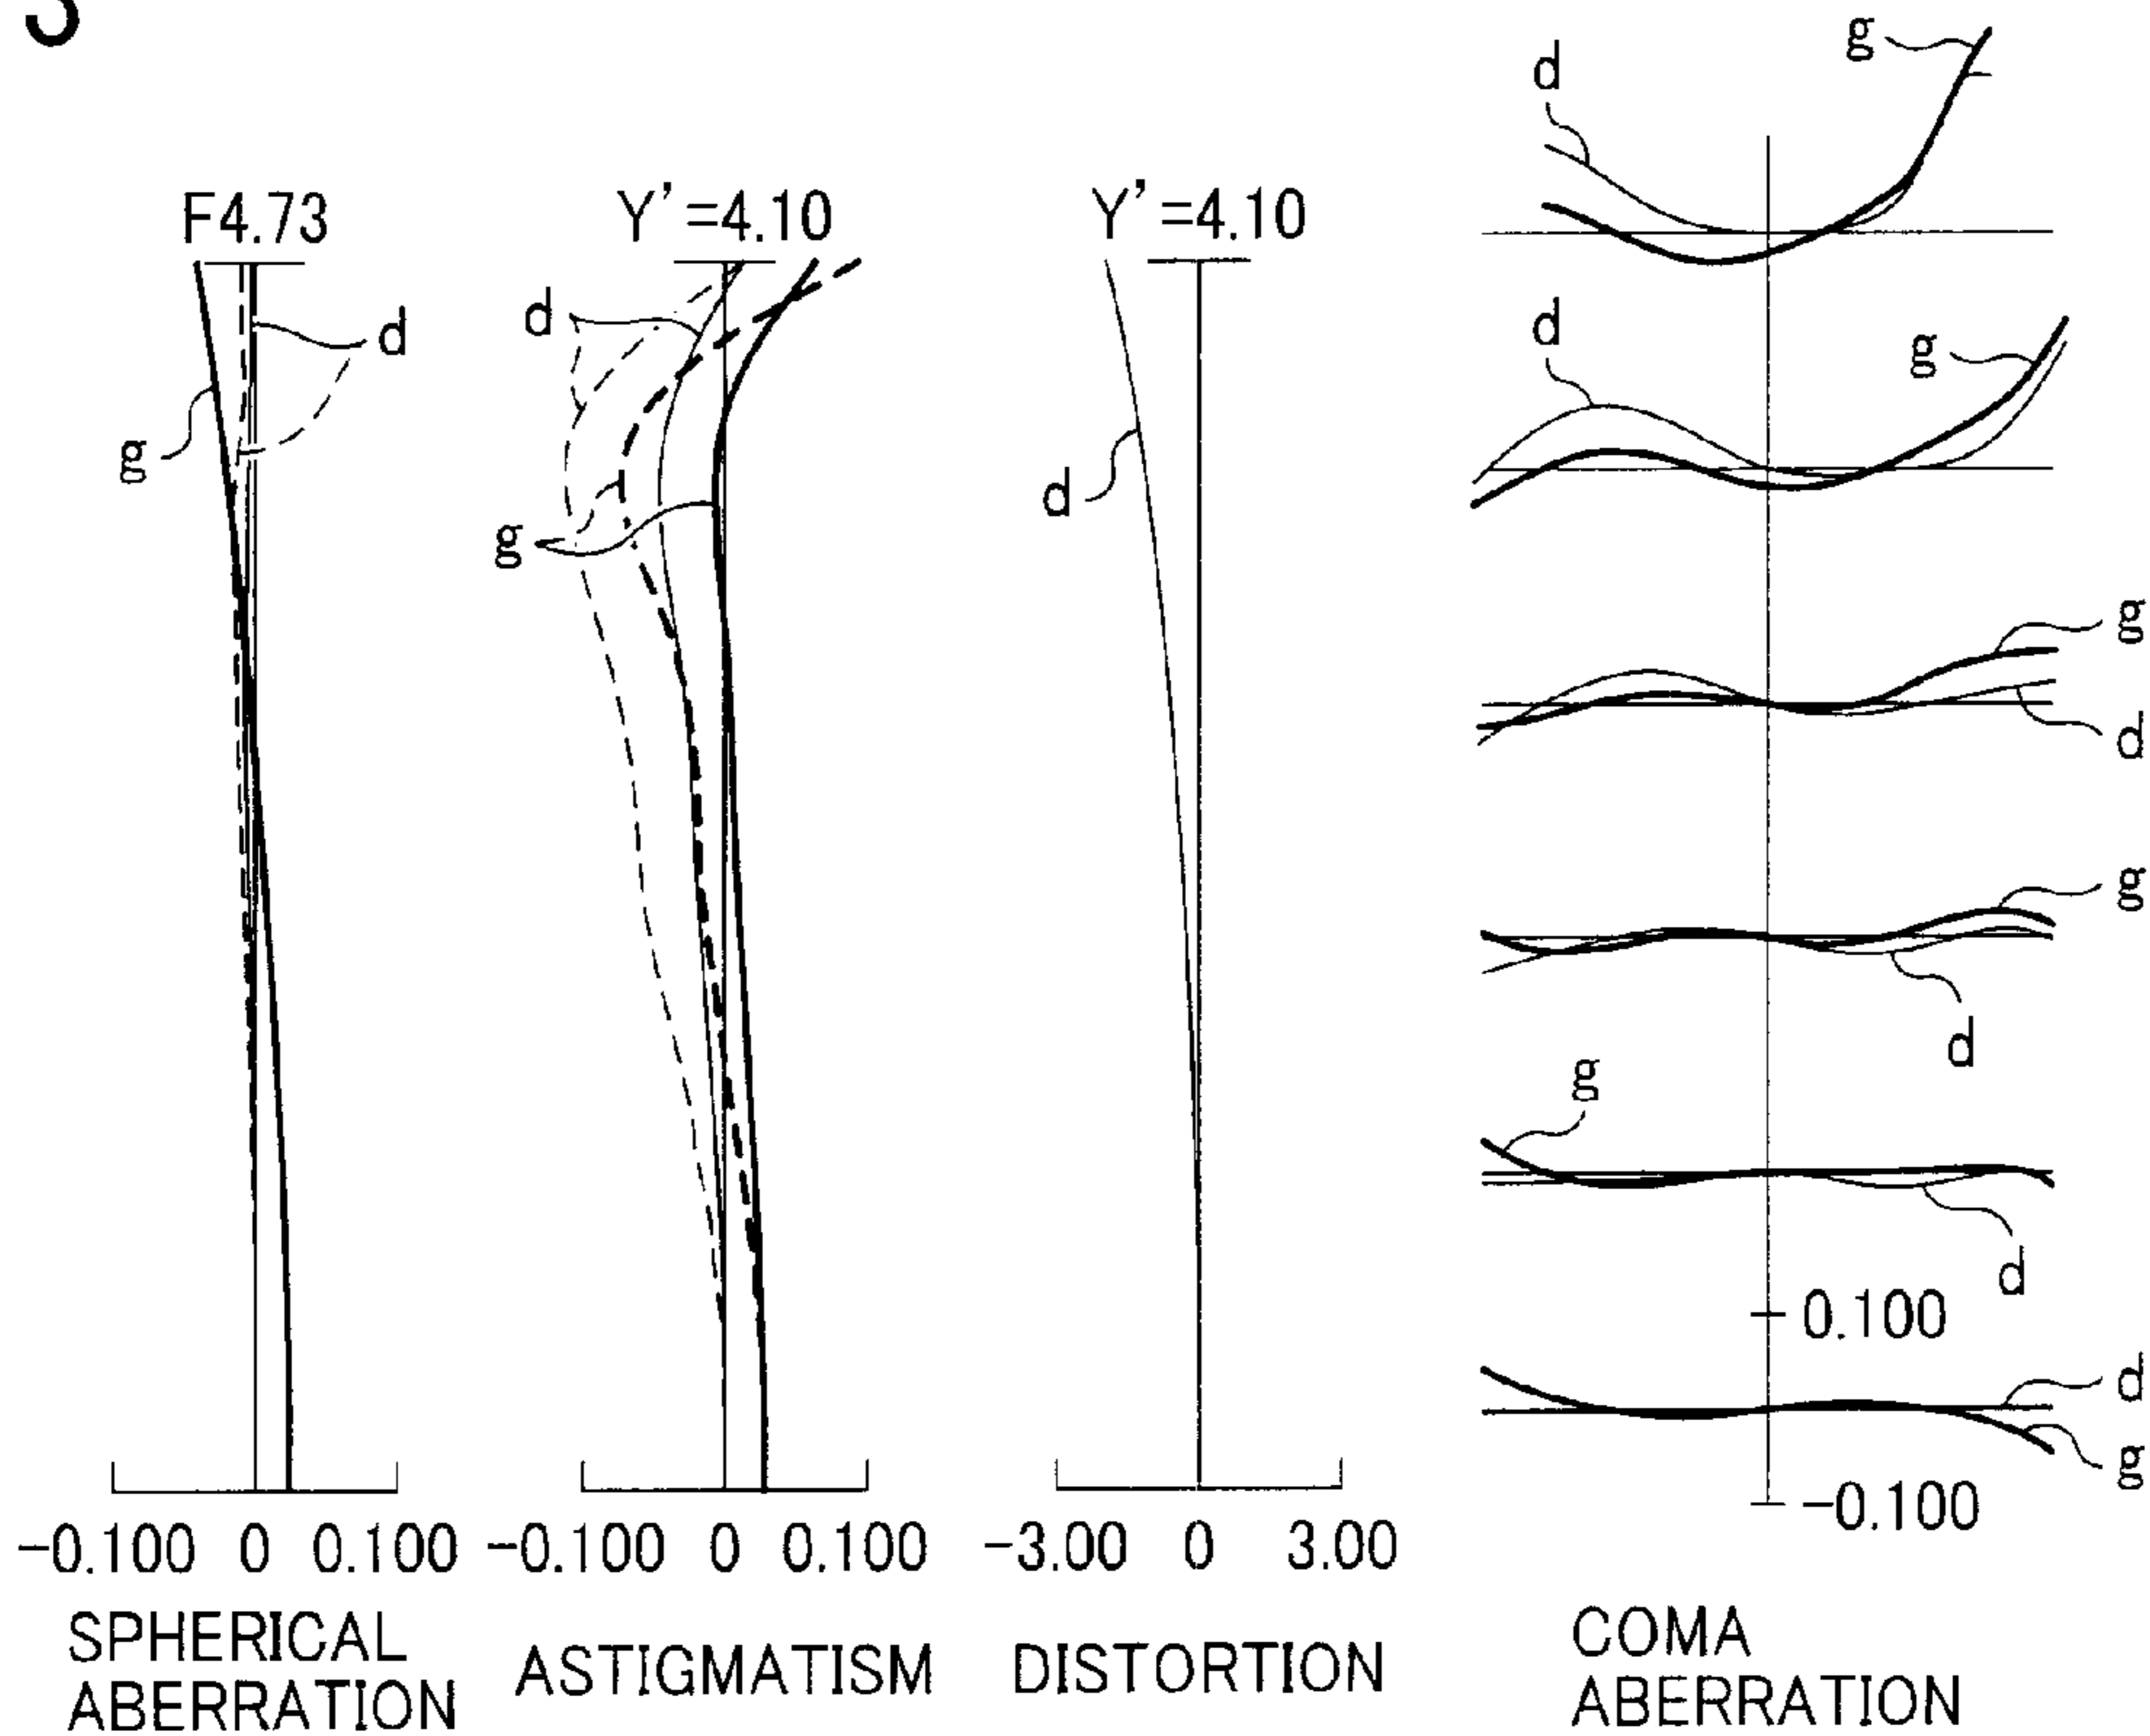 F4.73
d
g
-0.100 0 0.100
SPHERICAL
ABERRATION
Y'=4.10
d
g
-0.100 0 0.100
ASTIGMATISM
Y'=4.10
d
-3.00 0 3.00
DISTORTION
d
g
d
g
g
d
g
d
g
d
0.100
d
g
-0.100
COMA
ABERRATION